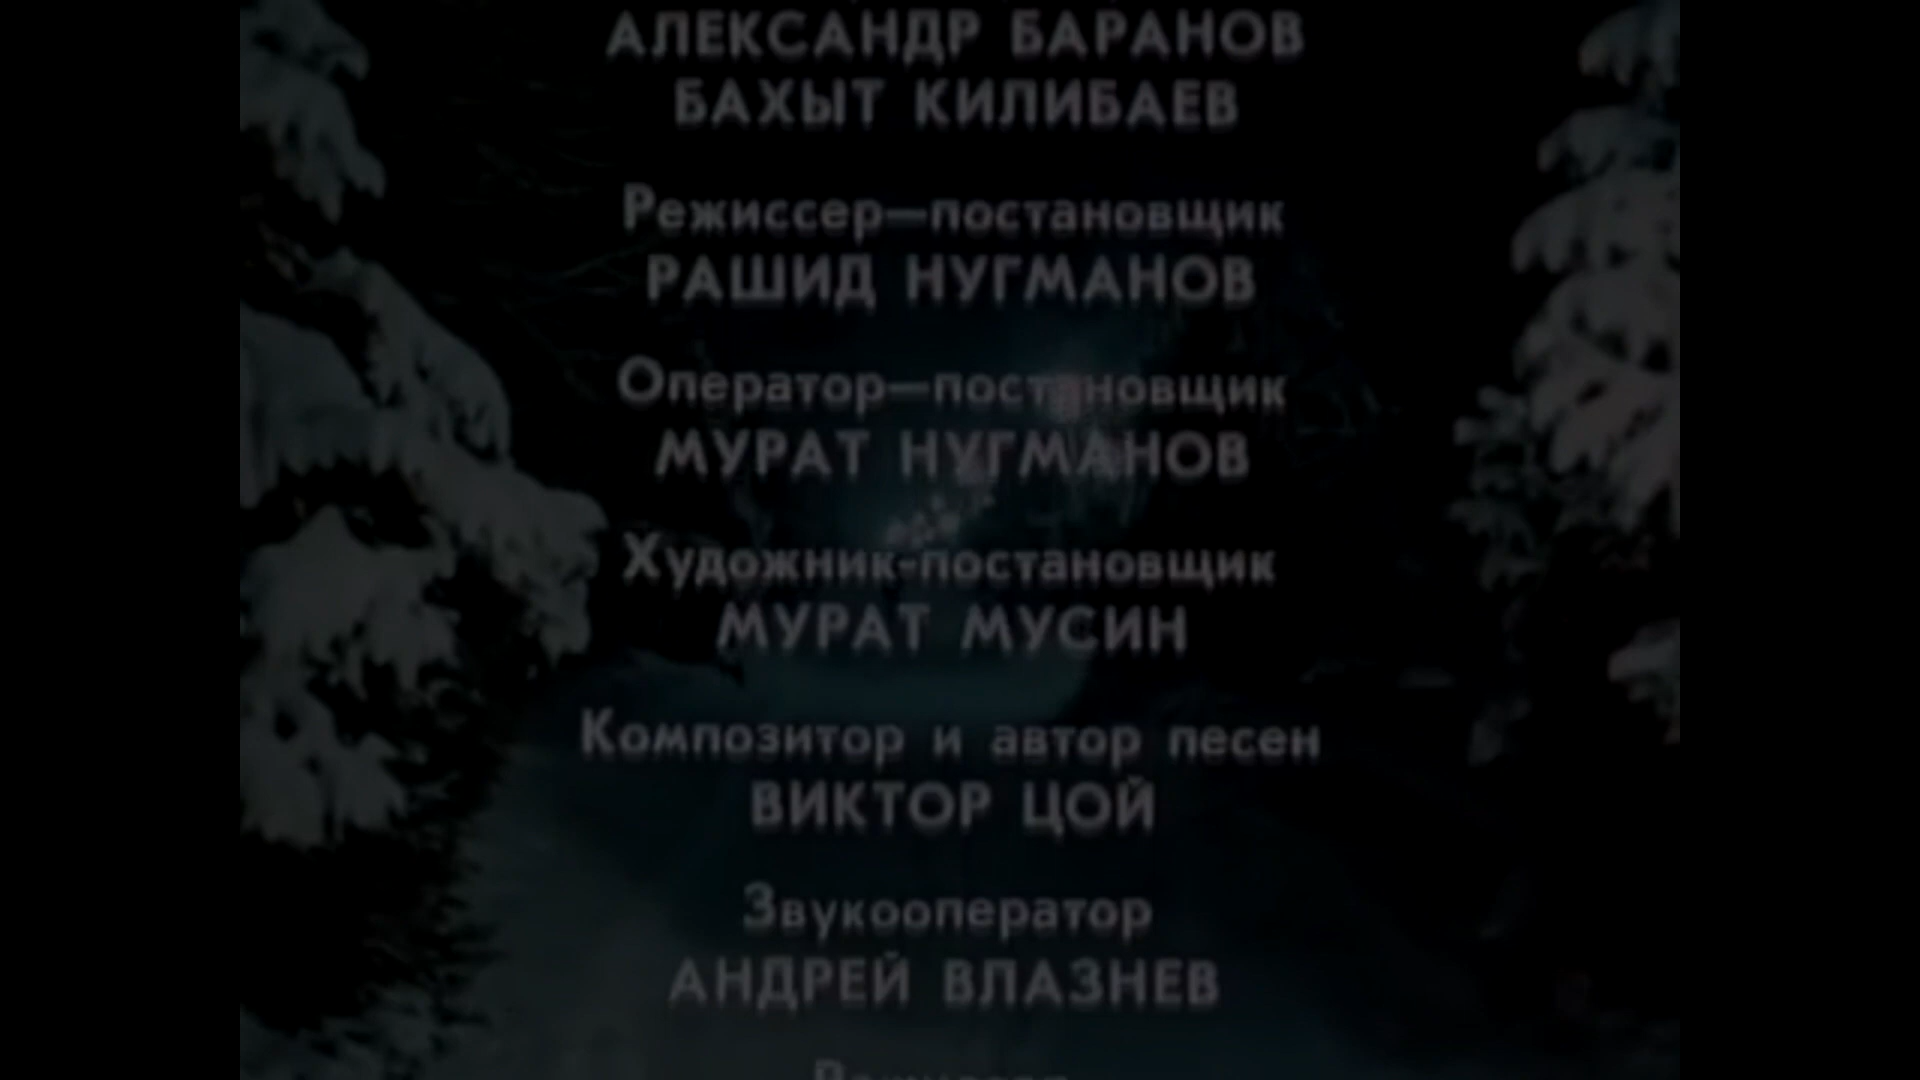 АЛЕКСАНДР БАРАНОВ
БАХЫТ КИЛИБАЕВ
Режиссер—постановщик
РАШИД НУГМАНОВ
Оператор—постановщик
МУРАТ НУГМАНОВ
Художник-постановщик
МУРАТ МУСИН
Композитор и автор песен
ВИКТОР ЦОЙ
Звукооператор
АНДРЕЙ ВЛАЗНЕВ